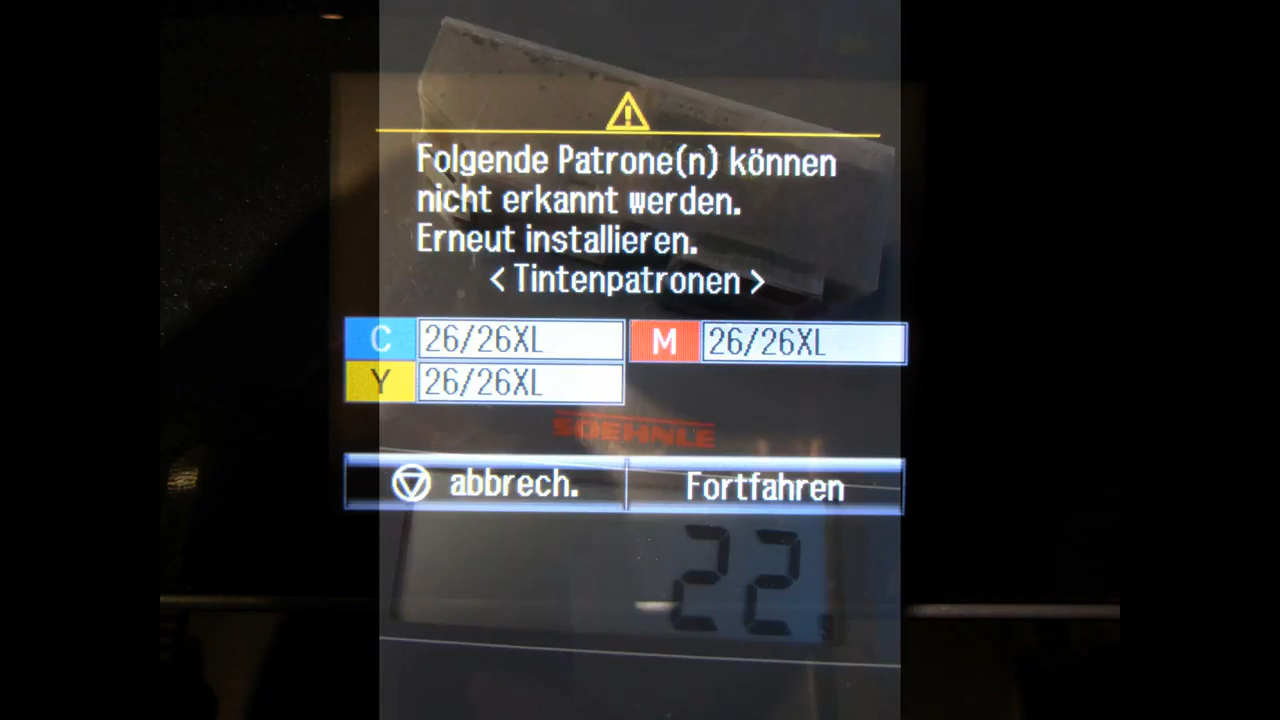 Folgende Patrone(n) können
nicht erkannt werden.
Erneut installieren.
< Tintenpatronen >
C 26/26XL M 26/26XL
Y 26/26XL
SOEHNLE
abbrech. Fortfahren
22 g